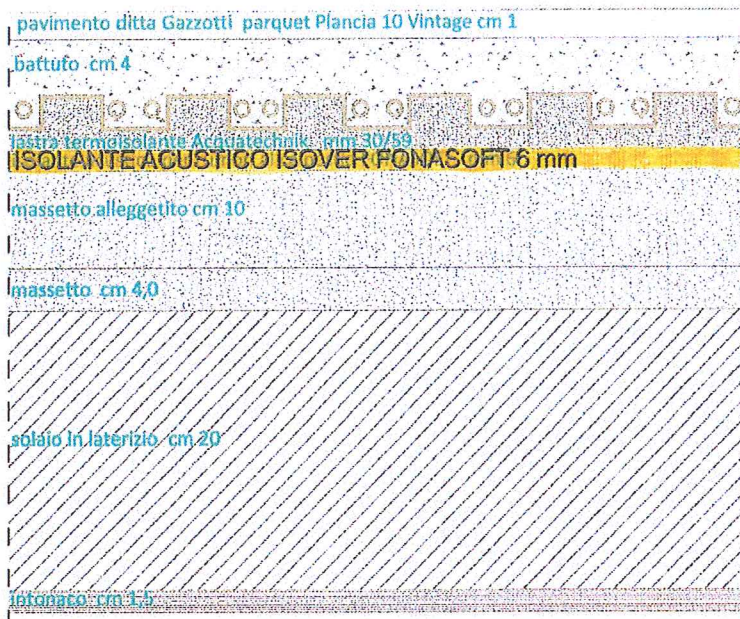 pavimento ditta Gazzotti parquet Plancia 10 Vintage cm 1
battuto cm 4
lastra termoisolante Acquatechnik mm 30/59
ISOLANTE ACUSTICO ISOVER FONASOFT 6 mm
massetto alleggetito cm 10
massetto cm 4,0
solaio in laterizio cm 20
intonaco cm 1,5